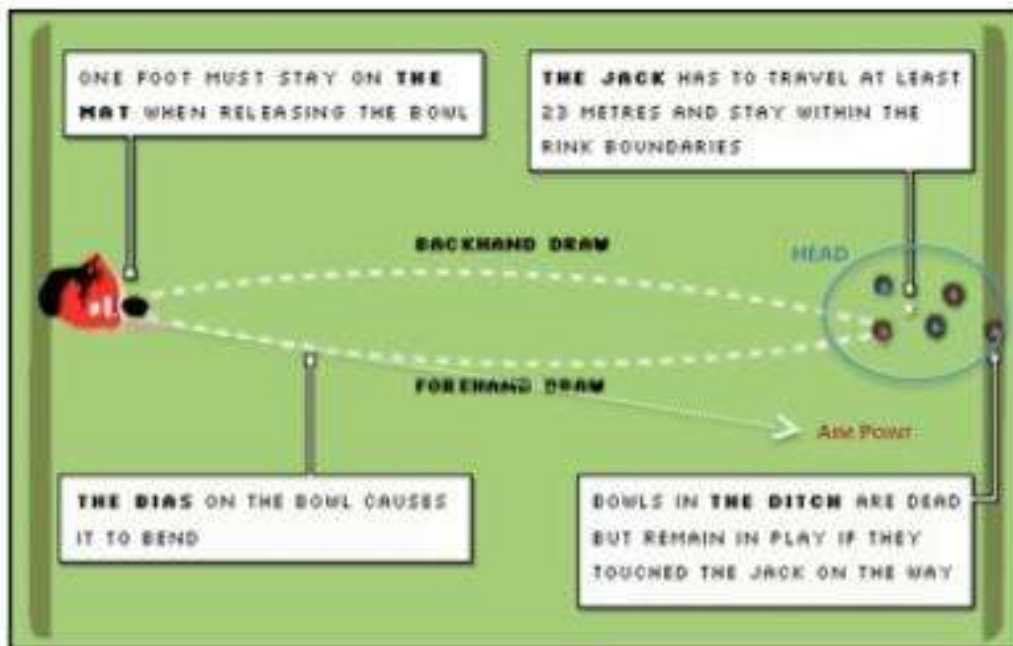 ONE FOOT MUST STAY ON THE
MAT WHEN RELEASING THE BOWL
THE JACK HAS TO TRAVEL AT LEAST
23 METRES AND STAY WITHIN THE
RINK BOUNDARIES
BACKHAND DRAW
HEAD
FOREHAND DRAW
AIM POINT
THE BIAS ON THE BOWL CAUSES
IT TO BEND
BOWLS IN THE DITCH ARE DEAD
BUT REMAIN IN PLAY IF THEY
TOUCHED THE JACK ON THE WAY